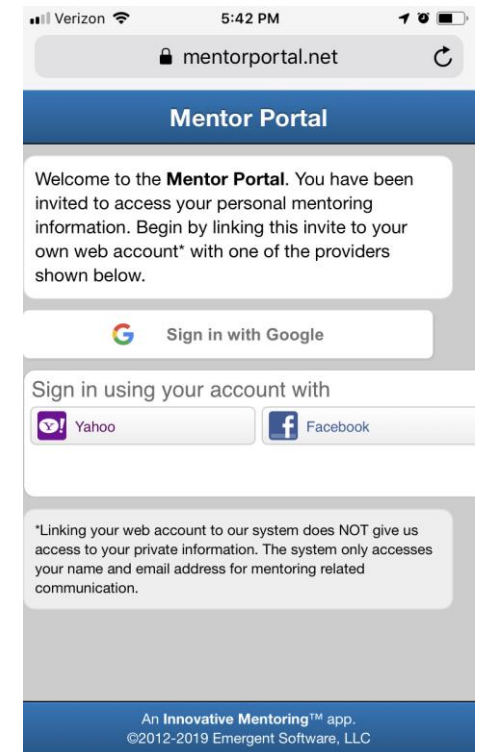 Verizon 5:42 PM
mentorportal.net
Mentor Portal
Welcome to the Mentor Portal. You have been
invited to access your personal mentoring
information. Begin by linking this invite to your
own web account* with one of the providers
shown below.
Sign in with Google
Sign in using your account with
Yahoo Facebook
*Linking your web account to our system does NOT give us
access to your private information. The system only accesses
your name and email address for mentoring related
communication.
An Innovative Mentoring™ app.
©2012-2019 Emergent Software, LLC